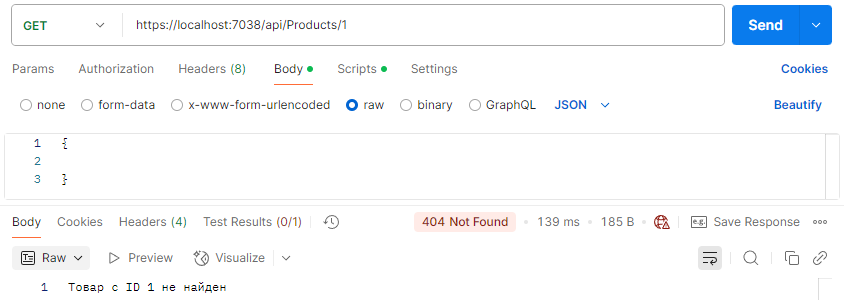 GET https://localhost:7038/api/Products/1 Send
Params Authorization Headers (8) Body Scripts Settings Cookies
none form-data x-www-form-urlencoded raw binary GraphQL JSON Beautify
1 {
2
3 }
Body Cookies Headers (4) Test Results (0/1) 404 Not Found 139 ms 185 B e.g. Save Response
Raw Preview Visualize
1 Товар с ID 1 не найден